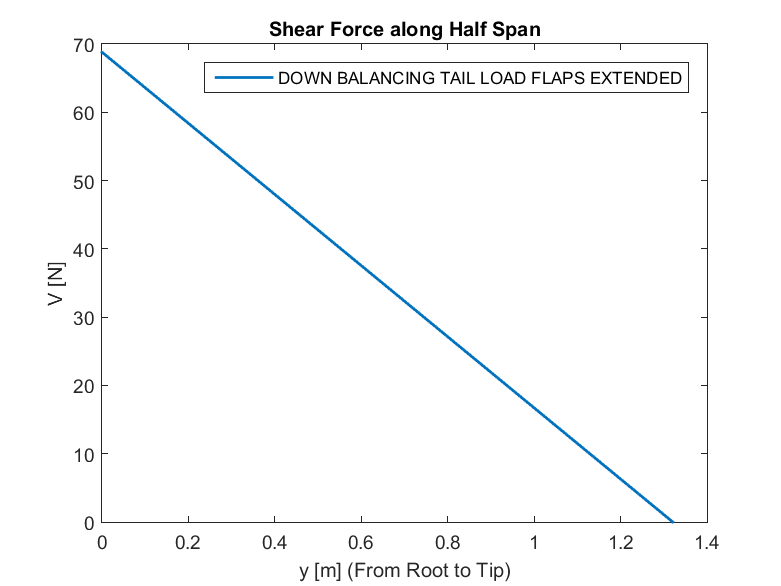 Shear Force along Half Span
DOWN BALANCING TAIL LOAD FLAPS EXTENDED
V [N]
70
60
50
40
30
20
10
0
0 0.2 0.4 0.6 0.8 1 1.2 1.4
y [m] (From Root to Tip)